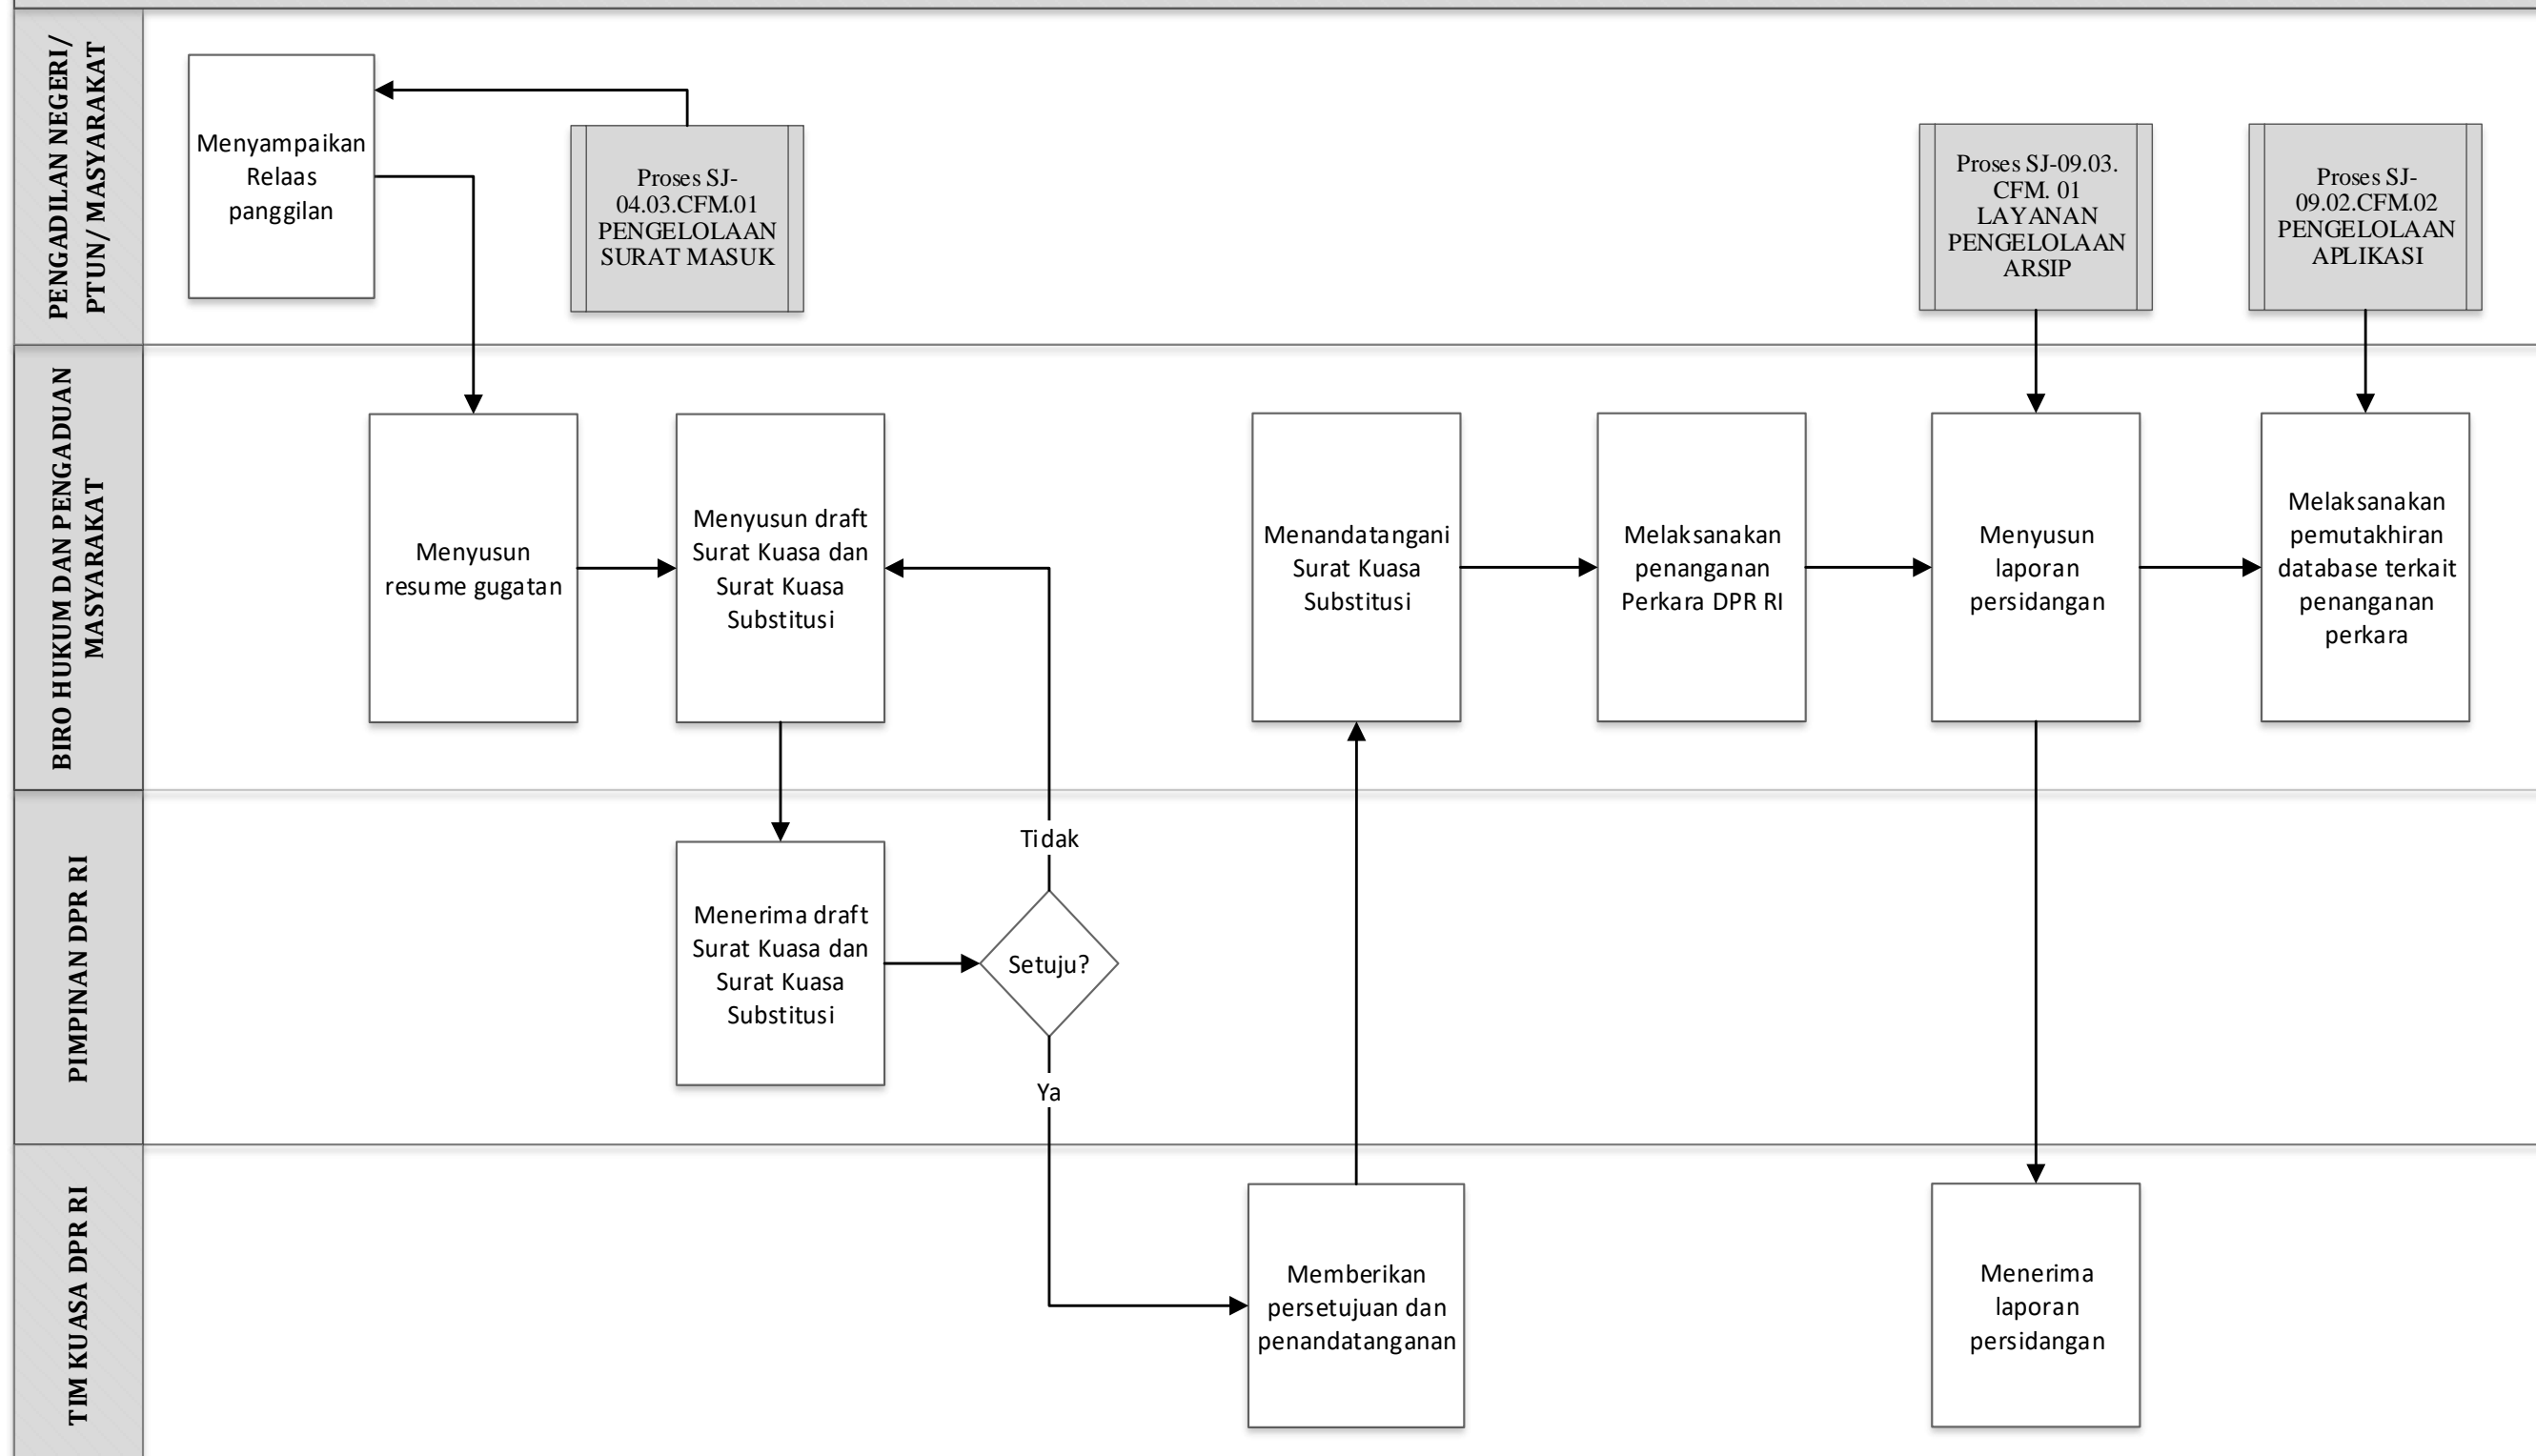 PENGADILAN NEGERI/
PTUN/ MASYARAKAT
Menyampaikan
Relaas
panggilan
Proses SJ-
04.03.CFM.01
PENGELOLAAN
SURAT MASUK
Proses SJ-09.03.
CFM. 01
LAYANAN
PENGELOLAAN
ARSIP
Proses SJ-
09.02.CFM.02
PENGELOLAAN
APLIKASI
BIRO HUKUM DAN PENGADUAN
MASYARAKAT
Menyusun
resume gugatan
Menyusun draft
Surat Kuasa dan
Surat Kuasa
Substitusi
Menandatangani
Surat Kuasa
Substitusi
Melaksanakan
penanganan
Perkara DPR RI
Menyusun
laporan
persidangan
Melaksanakan
pemutakhiran
database terkait
penanganan
perkara
PIMPINAN DPR RI
Menerima draft
Surat Kuasa dan
Surat Kuasa
Substitusi
Tidak
Setuju?
Ya
TIM KUASA DPR RI
Memberikan
persetujuan dan
penandatanganan
Menerima
laporan
persidangan